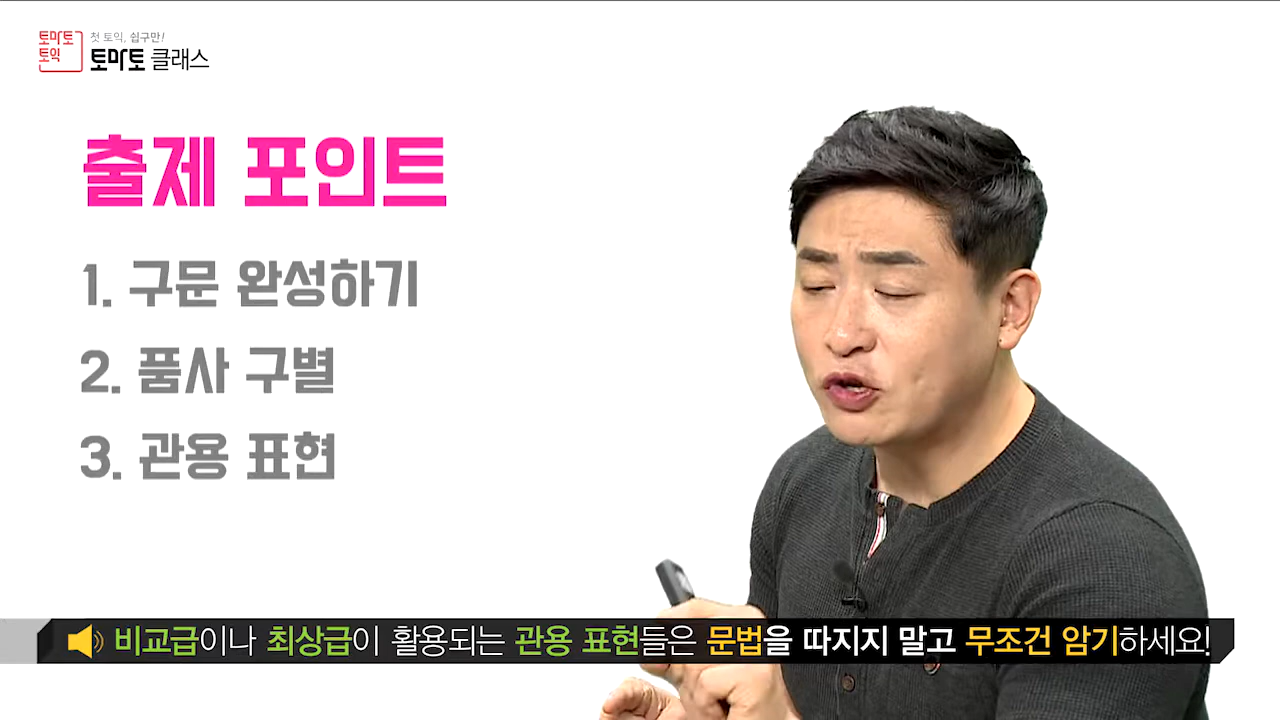 토마토
토익
첫 토익, 쉽구만!
토마토 클래스
출제 포인트
1. 구문 완성하기
2. 품사 구별
3. 관용 표현
비교급이나 최상급이 활용되는 관용 표현들은 문법을 따지지 말고 무조건 암기하세요!